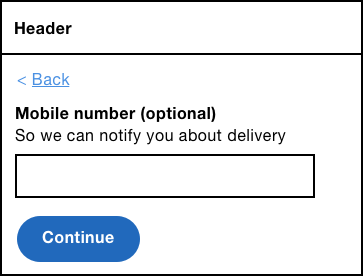 Header
< Back
Mobile number (optional)
So we can notify you about delivery
Continue